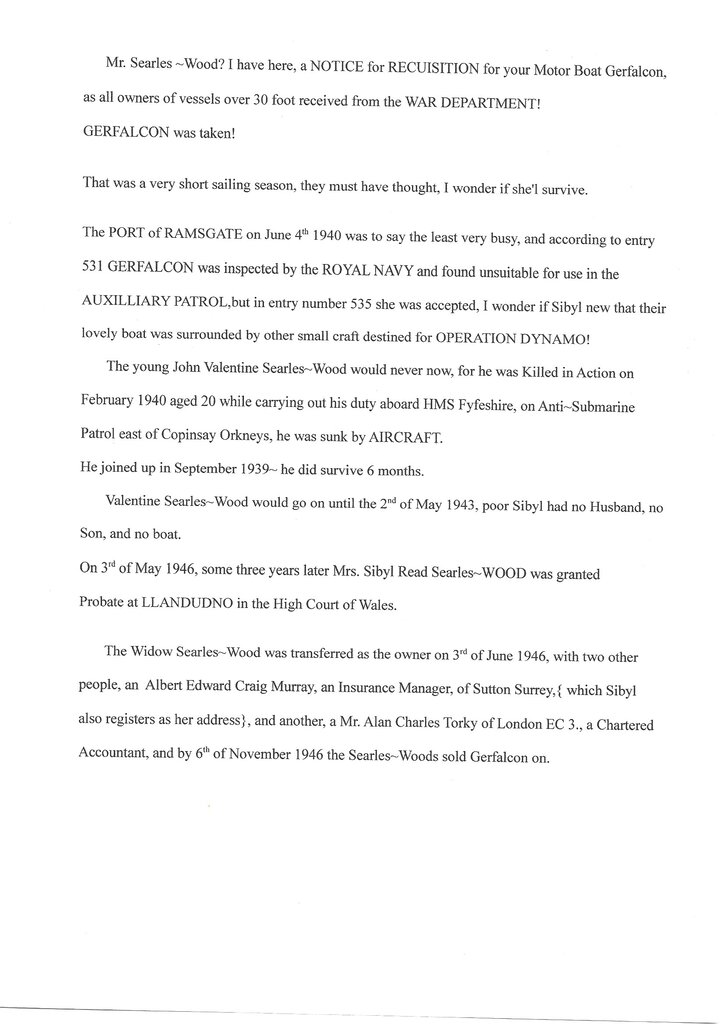 Mr. Searles ~Wood? I have here, a NOTICE for RECUISITION for your Motor Boat Gerfalcon,
as all owners of vessels over 30 foot received from the WAR DEPARTMENT!
GERFALCON was taken!
That was a very short sailing season, they must have thought, I wonder if she'l survive.
The PORT of RAMSGATE on June 4th 1940 was to say the least very busy, and according to entry
531 GERFALCON was inspected by the ROYAL NAVY and found unsuitable for use in the
AUXILLIARY PATROL,but in entry number 535 she was accepted, I wonder if Sibyl new that their
lovely boat was surrounded by other small craft destined for OPERATION DYNAMO!
The young John Valentine Searles~Wood would never now, for he was Killed in Action on
February 1940 aged 20 while carrying out his duty aboard HMS Fyfeshire, on Anti~Submarine
Patrol east of Copinsay Orkneys, he was sunk by AIRCRAFT.
He joined up in September 1939~ he did survive 6 months.
Valentine Searles~Wood would go on until the 2nd of May 1943, poor Sibyl had no Husband, no
Son, and no boat.
On 3rd of May 1946, some three years later Mrs. Sibyl Read Searles~WOOD was granted
Probate at LLANDUDNO in the High Court of Wales.
The Widow Searles~Wood was transferred as the owner on 3rd of June 1946, with two other
people, an Albert Edward Craig Murray, an Insurance Manager, of Sutton Surrey,{ which Sibyl
also registers as her address}, and another, a Mr. Alan Charles Torky of London EC 3., a Chartered
Accountant, and by 6th of November 1946 the Searles~Woods sold Gerfalcon on.